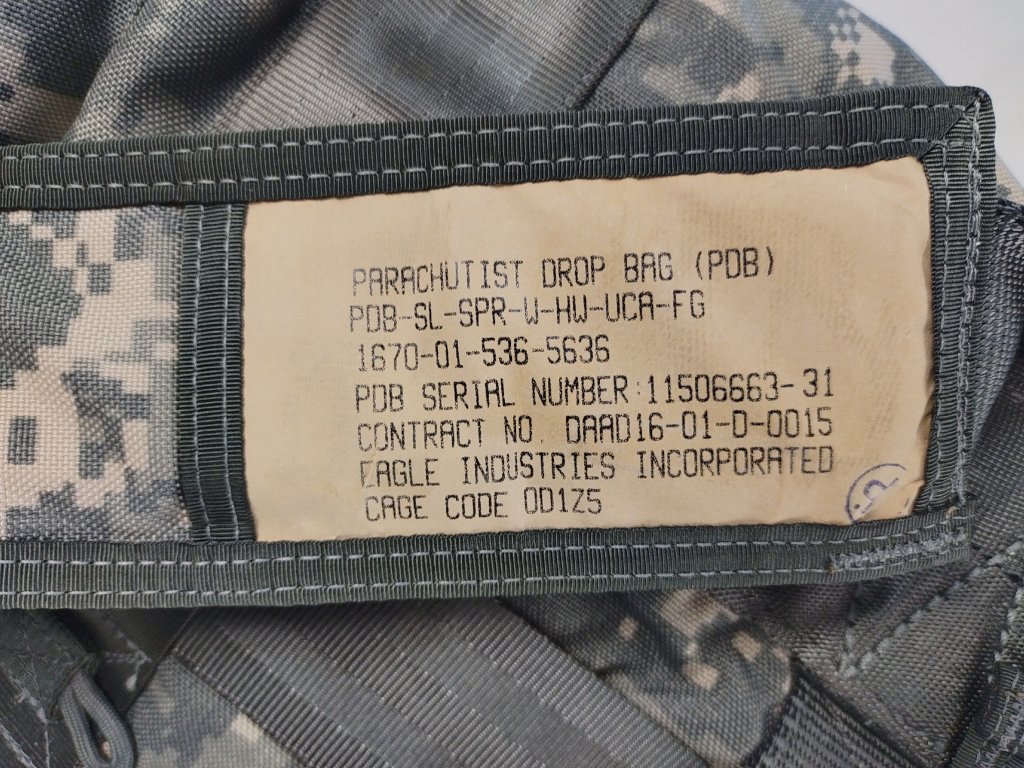 PARACHUTIST DROP BAG (PDB)
PDB-SL-SPR-W-HW-UCA-FG
1670-01-536-5636
PDB SERIAL NUMBER:11506663-31
CONTRACT NO. DAAD16-01-D-0015
EAGLE INDUSTRIES INCORPORATED
CAGE CODE 0D1Z5